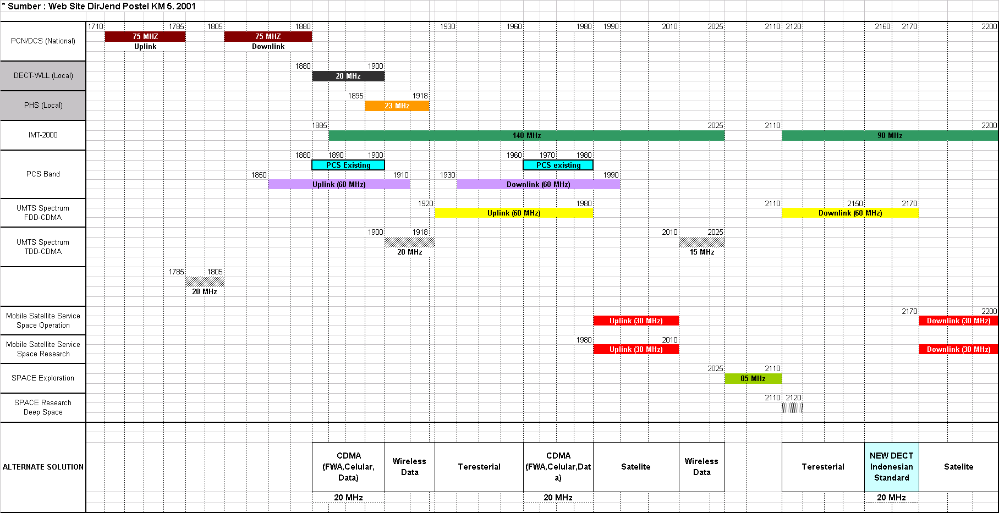 * Sumber : Web Site DirJend Postel KM 5. 2001
1710 1785 1805 1880 1930 1960 1980 1990 2010 2025 2110 2120 2160 2170 2200
PCN/DCS (National)
75 MHZ 75 MHZ
Uplink Downlink
1880 1900
DECT-WLL (Local)
20 MHz
1895 1918
PHS (Local)
23 MHz
1885 2025 2110 2200
IMT-2000
140 MHz 90 MHz
1880 1890 1900 1960 1970 1980
PCS Existing PCS existing
PCS Band
1850 1910 1930 1990
Uplink (60 MHz) Downlink (60 MHz)
1920 1980 2110 2150 2170
UMTS Spectrum
FDD-CDMA
Uplink (60 MHz) Downlink (60 MHz)
1900 1918 2010 2025
UMTS Spectrum
TDD-CDMA
20 MHz 15 MHz
1785 1805
20 MHz
2170 2200
Mobile Satellite Service
Space Operation
Uplink (30 MHz) Downlink (30 MHz)
1980 2010
Mobile Satellite Service
Space Research
Uplink (30 MHz) Downlink (30 MHz)
2025 2110
SPACE Exploration
85 MHz
2110 2120
SPACE Research
Deep Space
ALTERNATE SOLUTION
CDMA
(FWA,Celular,
Data)
Wireless
Data
Teresterial
CDMA
(FWA,Celular,Dat
a)
Satelite
Wireless
Data
Teresterial
NEW DECT
Indonesian
Standard
Satelite
20 MHz 20 MHz 20 MHz